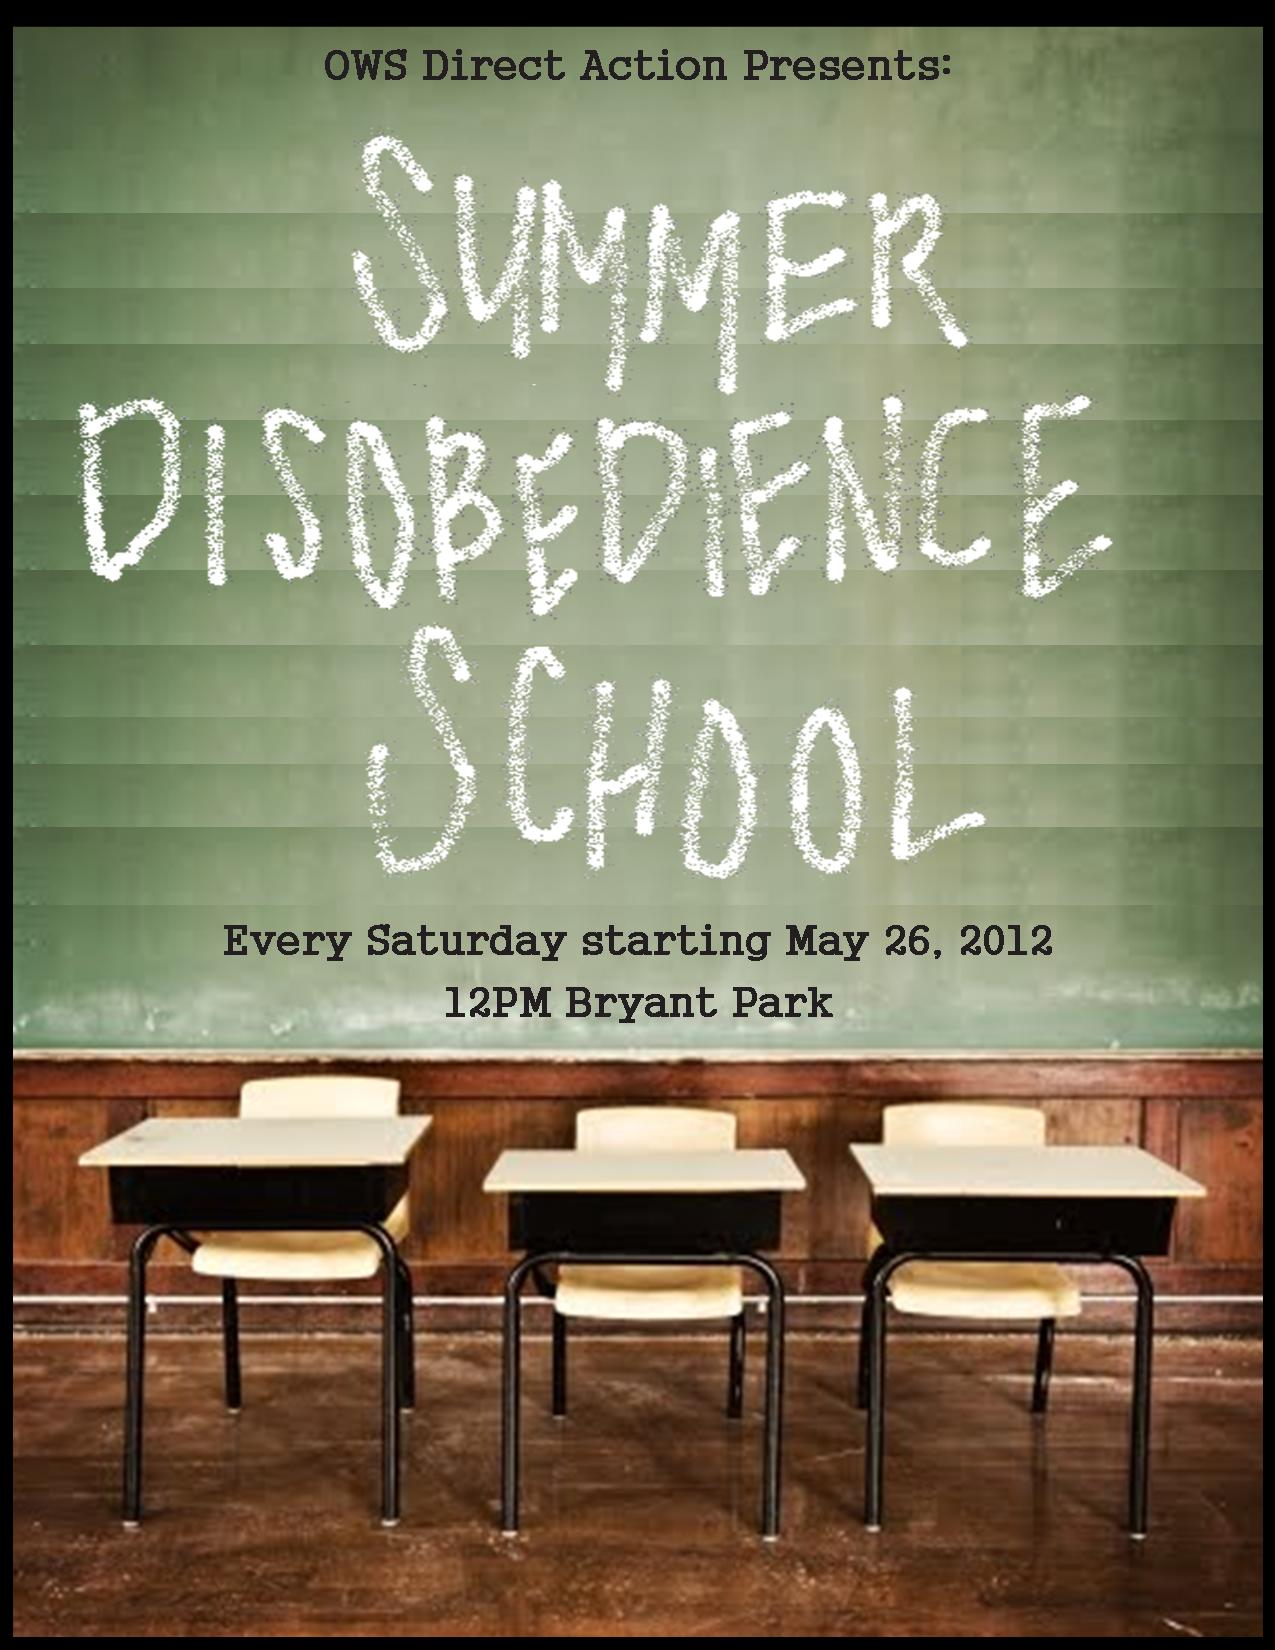 OWS Direct Action Presents:
SUMMER
DISOBEDIENCE
SCHOOL
Every Saturday starting May 26, 2012
12PM Bryant Park